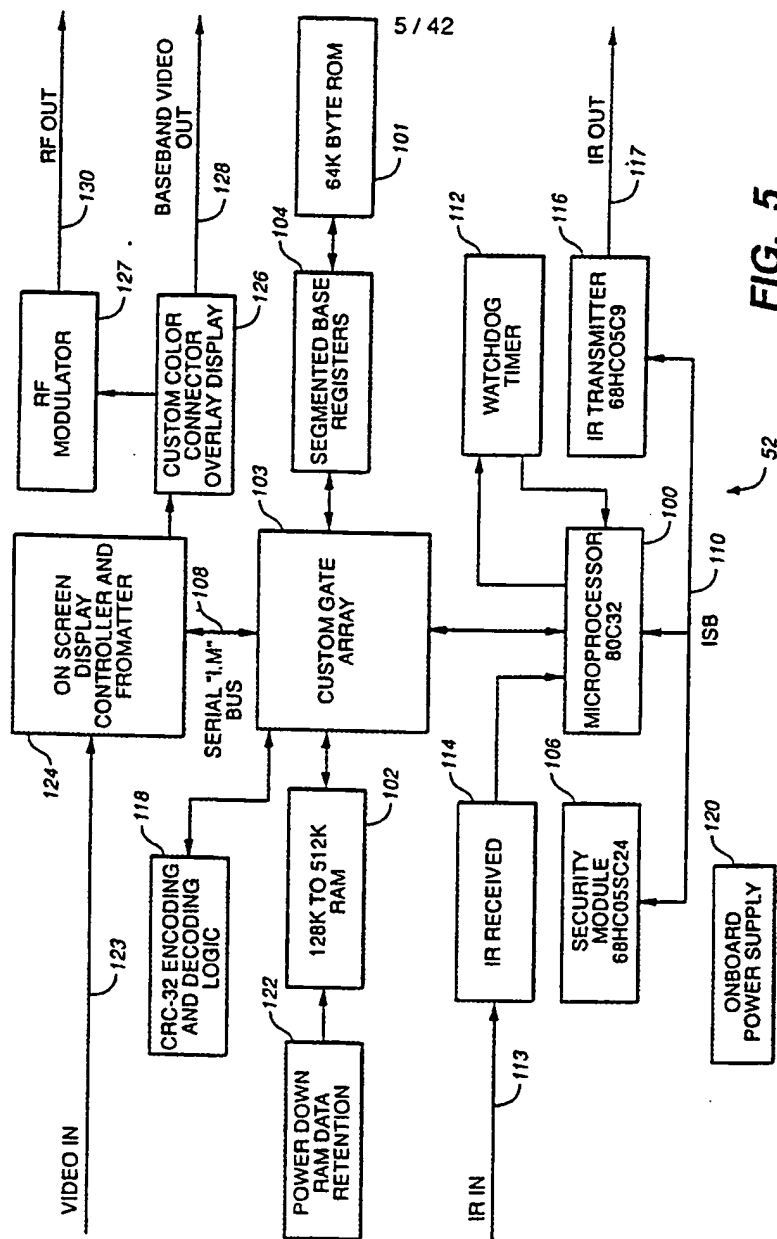 5 / 42
VIDEO IN
123
124
ON SCREEN
DISPLAY
CONTROLLER AND
FROMATTER
RF
MODULATOR
127
RF OUT
130
CUSTOM COLOR
CONNECTOR
OVERLAY DISPLAY
126
BASEBAND VIDEO
OUT
128
SERIAL "I.M"
BUS
108
118
CRC-32 ENCODING
AND DECODING
LOGIC
122
POWER DOWN
RAM DATA
RETENTION
128K TO 512K
RAM
102
103
CUSTOM GATE
ARRAY
104
SEGMENTED BASE
REGISTERS
64K BYTE ROM
101
IR IN
113
114
IR RECEIVED
106
SECURITY
MODULE
68HC05SC24
MICROPROCESSOR
80C32
100
112
WATCHDOG
TIMER
116
IR TRANSMITTER
68HCO5C9
IR OUT
117
ISB
110
120
ONBOARD
POWER SUPPLY
52
FIG. 5